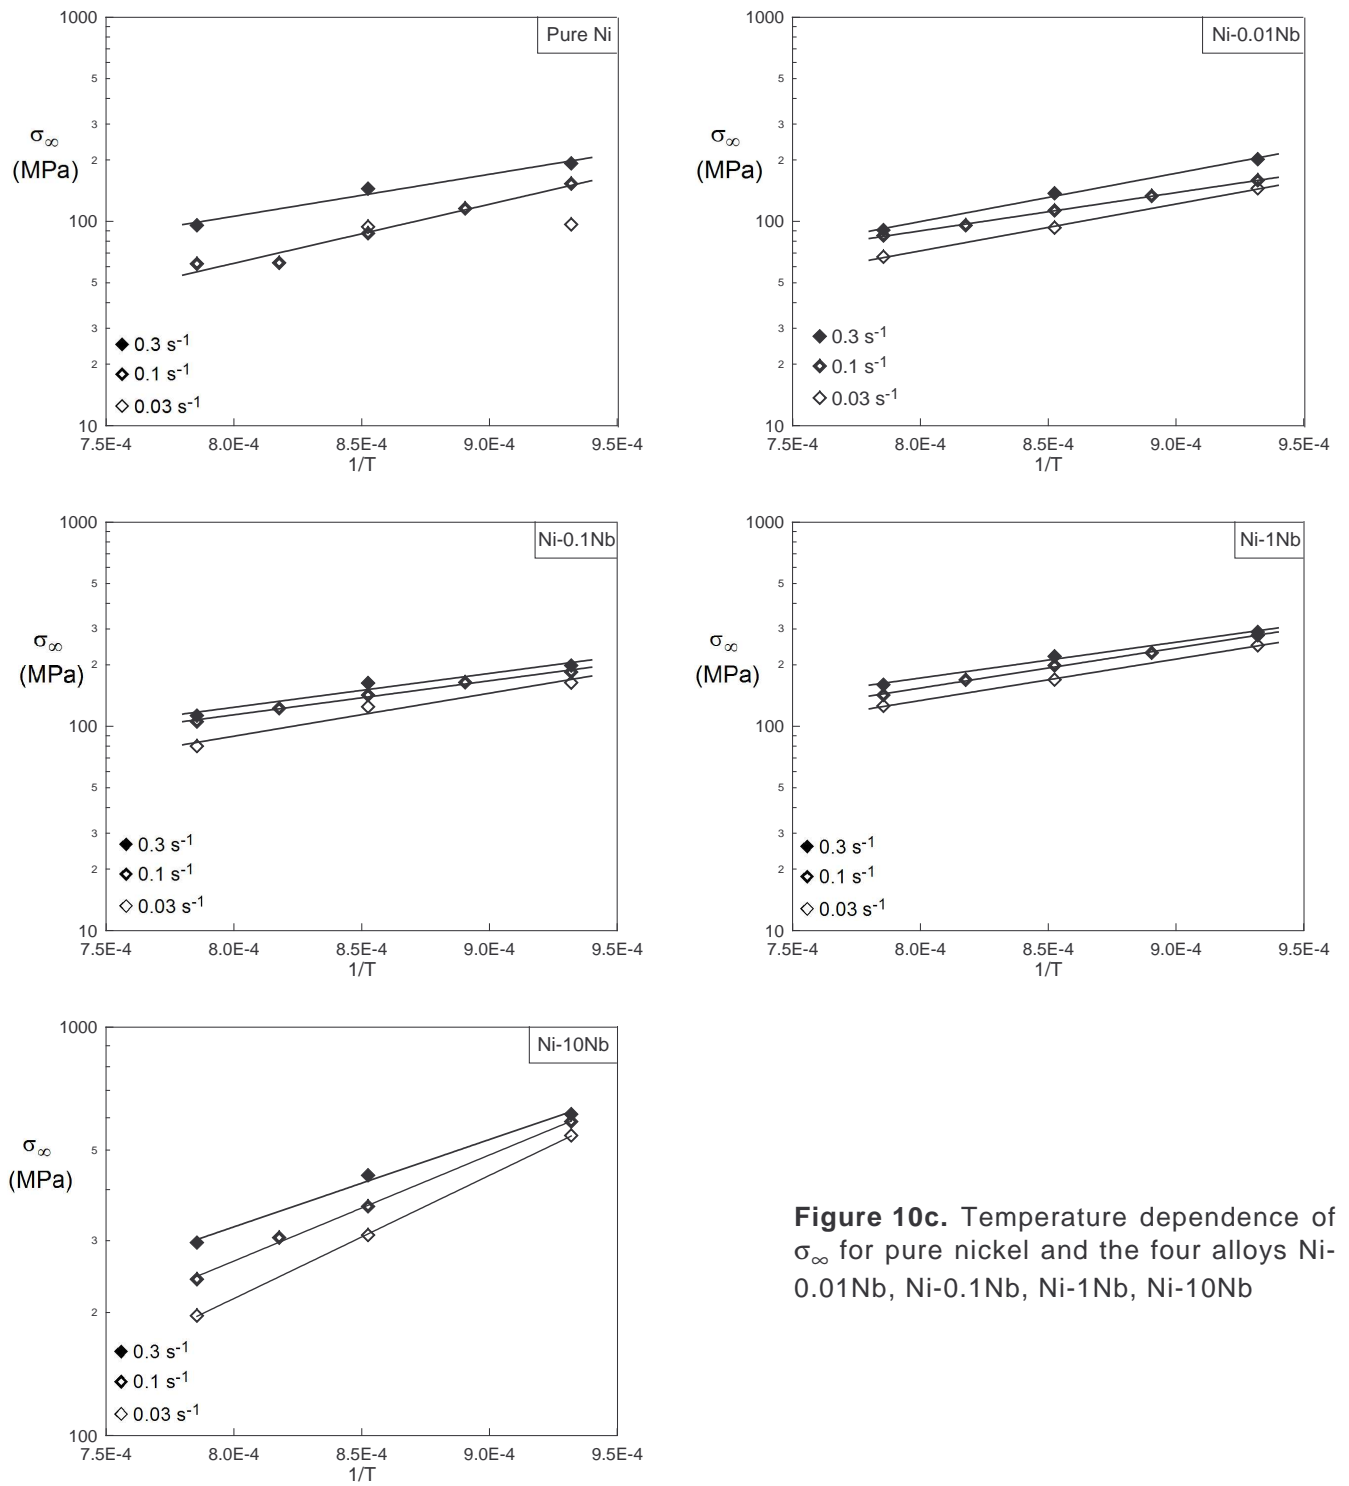 1000
Pure Ni
5
3
2
σ∞
(MPa)
100
5
3
2
10
0.3 s-1
0.1 s-1
0.03 s-1
7.5E-4 8.0E-4 8.5E-4 9.0E-4 9.5E-4
1/T
1000
Ni-0.01Nb
5
3
2
σ∞
(MPa)
100
5
3
2
10
0.3 s-1
0.1 s-1
0.03 s-1
7.5E-4 8.0E-4 8.5E-4 9.0E-4 9.5E-4
1/T
1000
Ni-0.1Nb
5
3
2
σ∞
(MPa)
100
5
3
2
10
0.3 s-1
0.1 s-1
0.03 s-1
7.5E-4 8.0E-4 8.5E-4 9.0E-4 9.5E-4
1/T
1000
Ni-1Nb
5
3
2
σ∞
(MPa)
100
5
3
2
10
0.3 s-1
0.1 s-1
0.03 s-1
7.5E-4 8.0E-4 8.5E-4 9.0E-4 9.5E-4
1/T
1000
Ni-10Nb
5
3
2
σ∞
(MPa)
100
0.3 s-1
0.1 s-1
0.03 s-1
7.5E-4 8.0E-4 8.5E-4 9.0E-4 9.5E-4
1/T
Figure 10c. Temperature dependence of
σ∞ for pure nickel and the four alloys Ni-
0.01Nb, Ni-0.1Nb, Ni-1Nb, Ni-10Nb